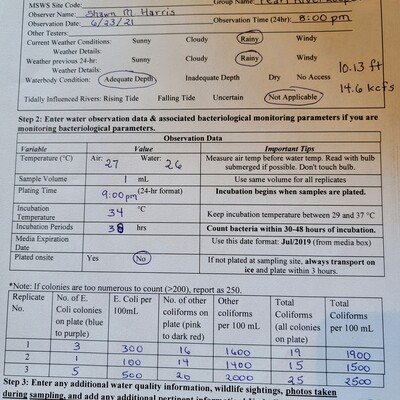 MSWS Site Code: Group Name: Pearl Riverkeeper
Observer Name: Shawn M. Harris
Observation Date: 6/23/21 Observation Time (24hr): 8:00 pm
Other Testers:
Current Weather Conditions: Sunny Cloudy Rainy Windy
Weather Details:
Weather previous 24-hr: Sunny Cloudy Rainy Windy
Weather Details:
10.13 ft
Waterbody Condition: Adequate Depth Inadequate Depth Dry No Access
14.6 kcfs
Tidally Influenced Rivers: Rising Tide Falling Tide Uncertain Not Applicable
Step 2: Enter water observation data & associated bacteriological monitoring parameters if you are
monitoring bacteriological parameters.
Observation Data
Variable Value Important Tips
Temperature (°C) Air: 27 Water: 26 Measure air temp before water temp. Read with bulb submerged if possible. Don't touch bulb.
Sample Volume 1 mL Use same volume for all replicates
Plating Time 9:00pm (24-hr format) Incubation begins when samples are plated.
Incubation Temperature 34 °C Keep incubation temperature between 29 and 37 °C
Incubation Periods 38 hrs Count bacteria within 30-48 hours of incubation.
Media Expiration Date Use this date format: Jul/2019 (from media box)
Plated onsite Yes No If not plated at sampling site, always transport on ice and plate within 3 hours.
*Note: If colonies are too numerous to count (>200), report as 250.
Replicate No. No. of E. Coli colonies on plate (blue to purple) E. Coli per 100mL No. of other coliforms on plate (pink to dark red) Other coliforms per 100 mL Total Coliforms (all colonies on plate) Total coliforms per 100 mL
1 3 300 16 1600 19 1900
2 1 100 14 1400 15 1500
3 5 500 20 2000 25 2500
Step 3: Enter any additional water quality information, wildlife sightings, photos taken
during sampling, and add any additional pertinent